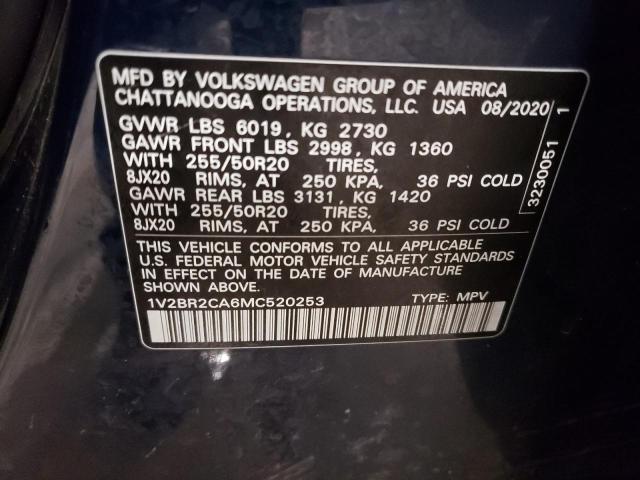 MFD BY VOLKSWAGEN GROUP OF AMERICA
CHATTANOOGA OPERATIONS, LLC. USA 08/2020
GVWR LBS 6019, KG 2730
GAWR FRONT LBS 2998, KG 1360
WITH 255/50R20 TIRES,
8JX20 RIMS, AT 250 KPA, 36 PSI COLD
GAWR REAR LBS 3131, KG 1420
WITH 255/50R20 TIRES,
8JX20 RIMS, AT 250 KPA, 36 PSI COLD
THIS VEHICLE CONFORMS TO ALL APPLICABLE
U.S. FEDERAL MOTOR VEHICLE SAFETY STANDARDS
IN EFFECT ON THE DATE OF MANUFACTURE
SHOWN ABOVE.
1V2BR2CA6MC520253 TYPE: MPV
3230051 1